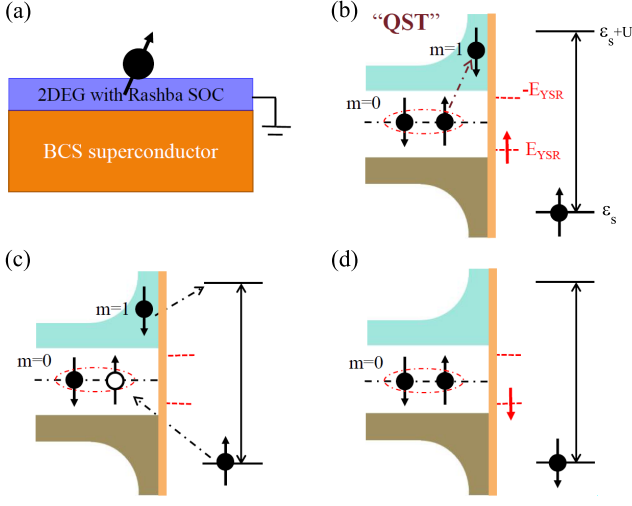 (a)
2DEG with Rashba SOC
BCS superconductor
(b)
“QST”
m=1
m=0
-E_YSR
E_YSR
ε_s+U
ε_s
(c)
m=1
m=0
(d)
m=0